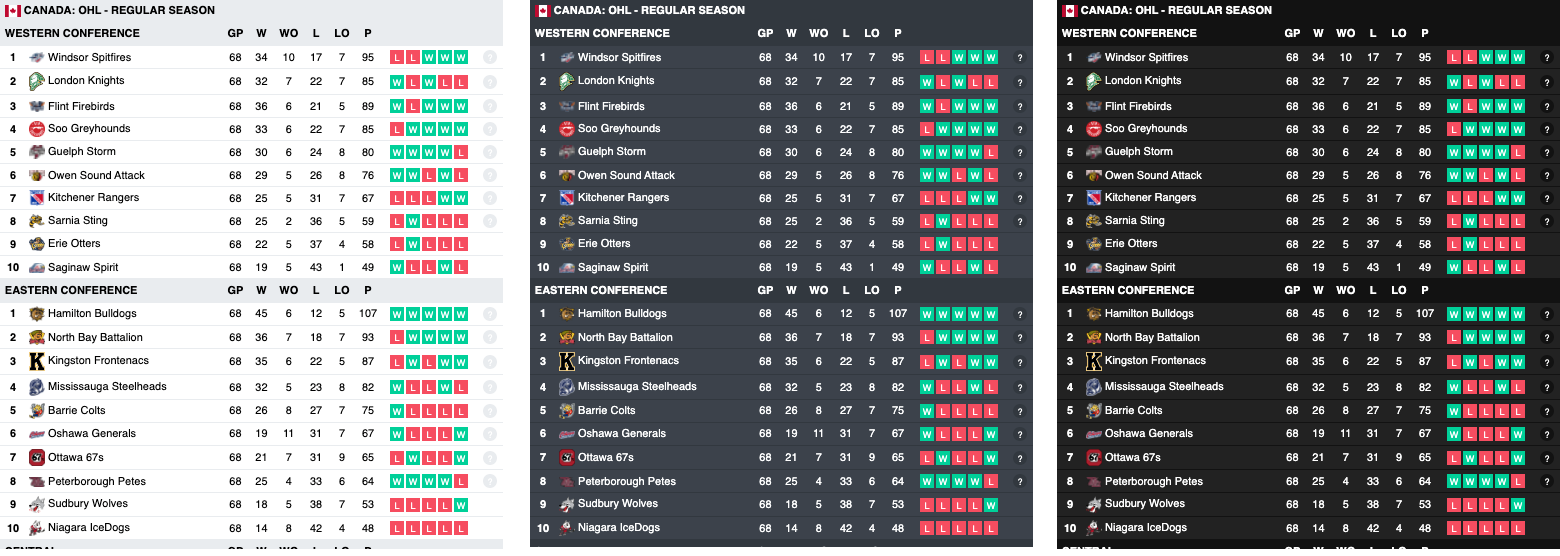 CANADA: OHL - REGULAR SEASON
WESTERN CONFERENCE GP W WO L LO P
1 Windsor Spitfires 68 34 10 17 7 95 L L W W W ?
2 London Knights 68 32 7 22 7 85 W L W L L ?
3 Flint Firebirds 68 36 6 21 5 89 W L W W W ?
4 Soo Greyhounds 68 33 6 22 7 85 L W W W W ?
5 Guelph Storm 68 30 6 24 8 80 W W W W L ?
6 Owen Sound Attack 68 29 5 26 8 76 W W L W L ?
7 Kitchener Rangers 68 25 5 31 7 67 L L L W W ?
8 Sarnia Sting 68 25 2 36 5 59 L W L L L ?
9 Erie Otters 68 22 5 37 4 58 L W L L L
10 Saginaw Spirit 68 19 5 43 1 49 W L L W L
EASTERN CONFERENCE GP W WO L LO P
1 Hamilton Bulldogs 68 45 6 12 5 107 W W W W W ?
2 North Bay Battalion 68 36 7 18 7 93 L W W W W ?
3 Kingston Frontenacs 68 35 6 22 5 87 L W L W W ?
4 Mississauga Steelheads 68 32 5 23 8 82 W L L W L ?
5 Barrie Colts 68 26 8 27 7 75 W L L L L ?
6 Oshawa Generals 68 19 11 31 7 67 W L L L W ?
7 Ottawa 67s 68 21 7 31 9 65 L W L L W ?
8 Peterborough Petes 68 25 4 33 6 64 W W W W L ?
9 Sudbury Wolves 68 18 5 38 7 53 L L L L W
10 Niagara IceDogs 68 14 8 42 4 48 L L L L L
CANADA: OHL - REGULAR SEASON
WESTERN CONFERENCE GP W WO L LO P
1 Windsor Spitfires 68 34 10 17 7 95 L L W W W ?
2 London Knights 68 32 7 22 7 85 W L W L L ?
3 Flint Firebirds 68 36 6 21 5 89 W L W W W ?
4 Soo Greyhounds 68 33 6 22 7 85 L W W W W ?
5 Guelph Storm 68 30 6 24 8 80 W W W W L ?
6 Owen Sound Attack 68 29 5 26 8 76 W W L W L ?
7 Kitchener Rangers 68 25 5 31 7 67 L L L W W ?
8 Sarnia Sting 68 25 2 36 5 59 L W L L L ?
9 Erie Otters 68 22 5 37 4 58 L W L L L
10 Saginaw Spirit 68 19 5 43 1 49 W L L W L
EASTERN CONFERENCE GP W WO L LO P
1 Hamilton Bulldogs 68 45 6 12 5 107 W W W W W ?
2 North Bay Battalion 68 36 7 18 7 93 L W W W W ?
3 Kingston Frontenacs 68 35 6 22 5 87 L W L W W ?
4 Mississauga Steelheads 68 32 5 23 8 82 W L L W L ?
5 Barrie Colts 68 26 8 27 7 75 W L L L L ?
6 Oshawa Generals 68 19 11 31 7 67 W L L L W ?
7 Ottawa 67s 68 21 7 31 9 65 L W L L W ?
8 Peterborough Petes 68 25 4 33 6 64 W W W W L ?
9 Sudbury Wolves 68 18 5 38 7 53 L L L L W
10 Niagara IceDogs 68 14 8 42 4 48 L L L L L
CANADA: OHL - REGULAR SEASON
WESTERN CONFERENCE GP W WO L LO P
1 Windsor Spitfires 68 34 10 17 7 95 L L W W W ?
2 London Knights 68 32 7 22 7 85 W L W L L ?
3 Flint Firebirds 68 36 6 21 5 89 W L W W W ?
4 Soo Greyhounds 68 33 6 22 7 85 L W W W W ?
5 Guelph Storm 68 30 6 24 8 80 W W W W L ?
6 Owen Sound Attack 68 29 5 26 8 76 W W L W L ?
7 Kitchener Rangers 68 25 5 31 7 67 L L L W W ?
8 Sarnia Sting 68 25 2 36 5 59 L W L L L ?
9 Erie Otters 68 22 5 37 4 58 L W L L L
10 Saginaw Spirit 68 19 5 43 1 49 W L L W L
EASTERN CONFERENCE GP W WO L LO P
1 Hamilton Bulldogs 68 45 6 12 5 107 W W W W W ?
2 North Bay Battalion 68 36 7 18 7 93 L W W W W ?
3 Kingston Frontenacs 68 35 6 22 5 87 L W L W W ?
4 Mississauga Steelheads 68 32 5 23 8 82 W L L W L ?
5 Barrie Colts 68 26 8 27 7 75 W L L L L ?
6 Oshawa Generals 68 19 11 31 7 67 W L L L W ?
7 Ottawa 67s 68 21 7 31 9 65 L W L L W ?
8 Peterborough Petes 68 25 4 33 6 64 W W W W L ?
9 Sudbury Wolves 68 18 5 38 7 53 L L L L W
10 Niagara IceDogs 68 14 8 42 4 48 L L L L L